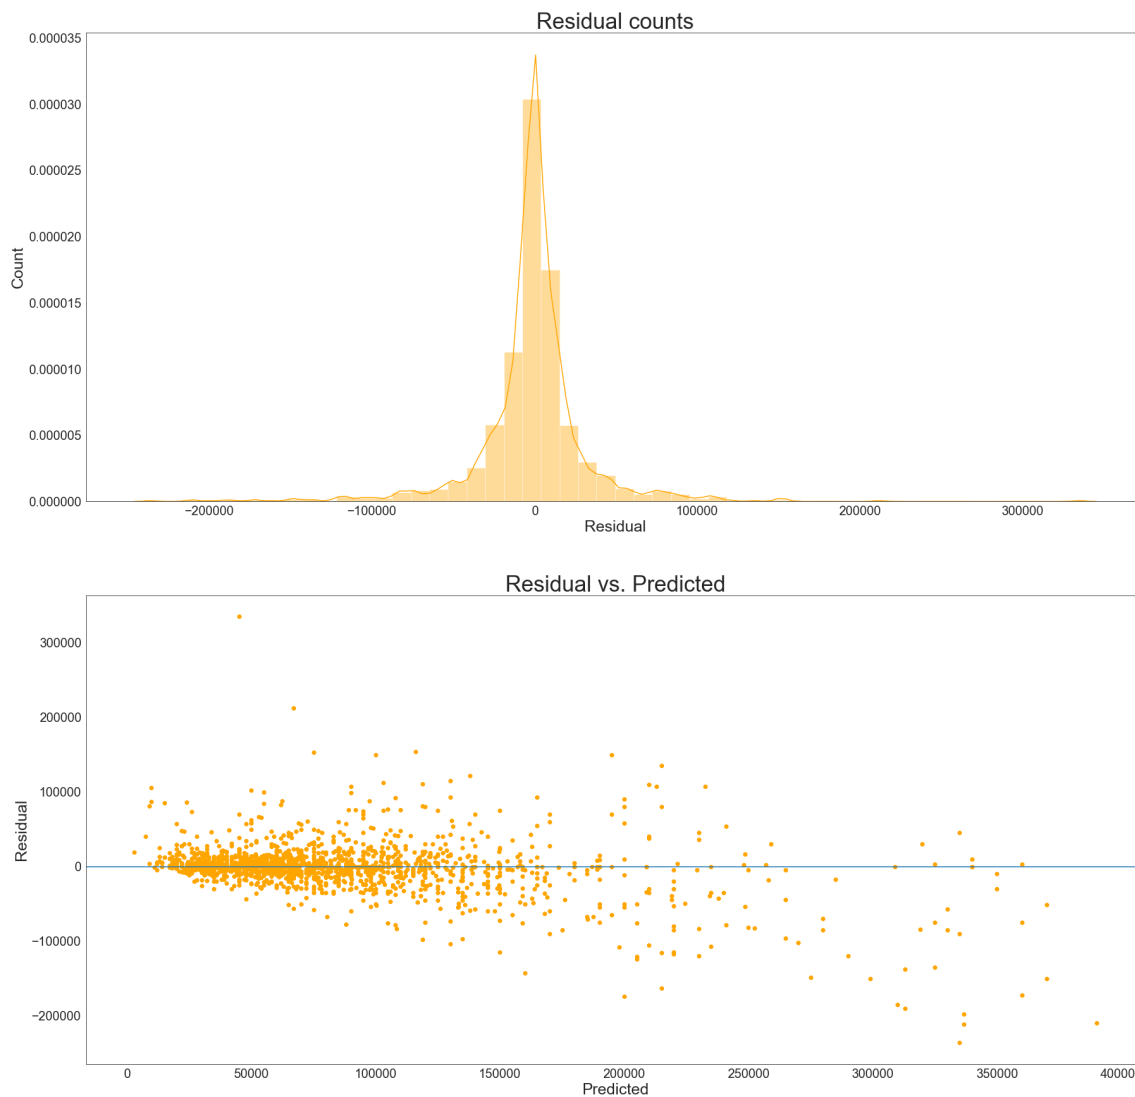 Residual counts
0.000035
0.000030
0.000025
0.000020
0.000015
0.000010
0.000005
0.000000
Count
−200000 −100000 0 100000 200000 300000
Residual
Residual vs. Predicted
300000
200000
100000
0
−100000
−200000
Residual
0 50000 100000 150000 200000 250000 300000 350000 40000
Predicted